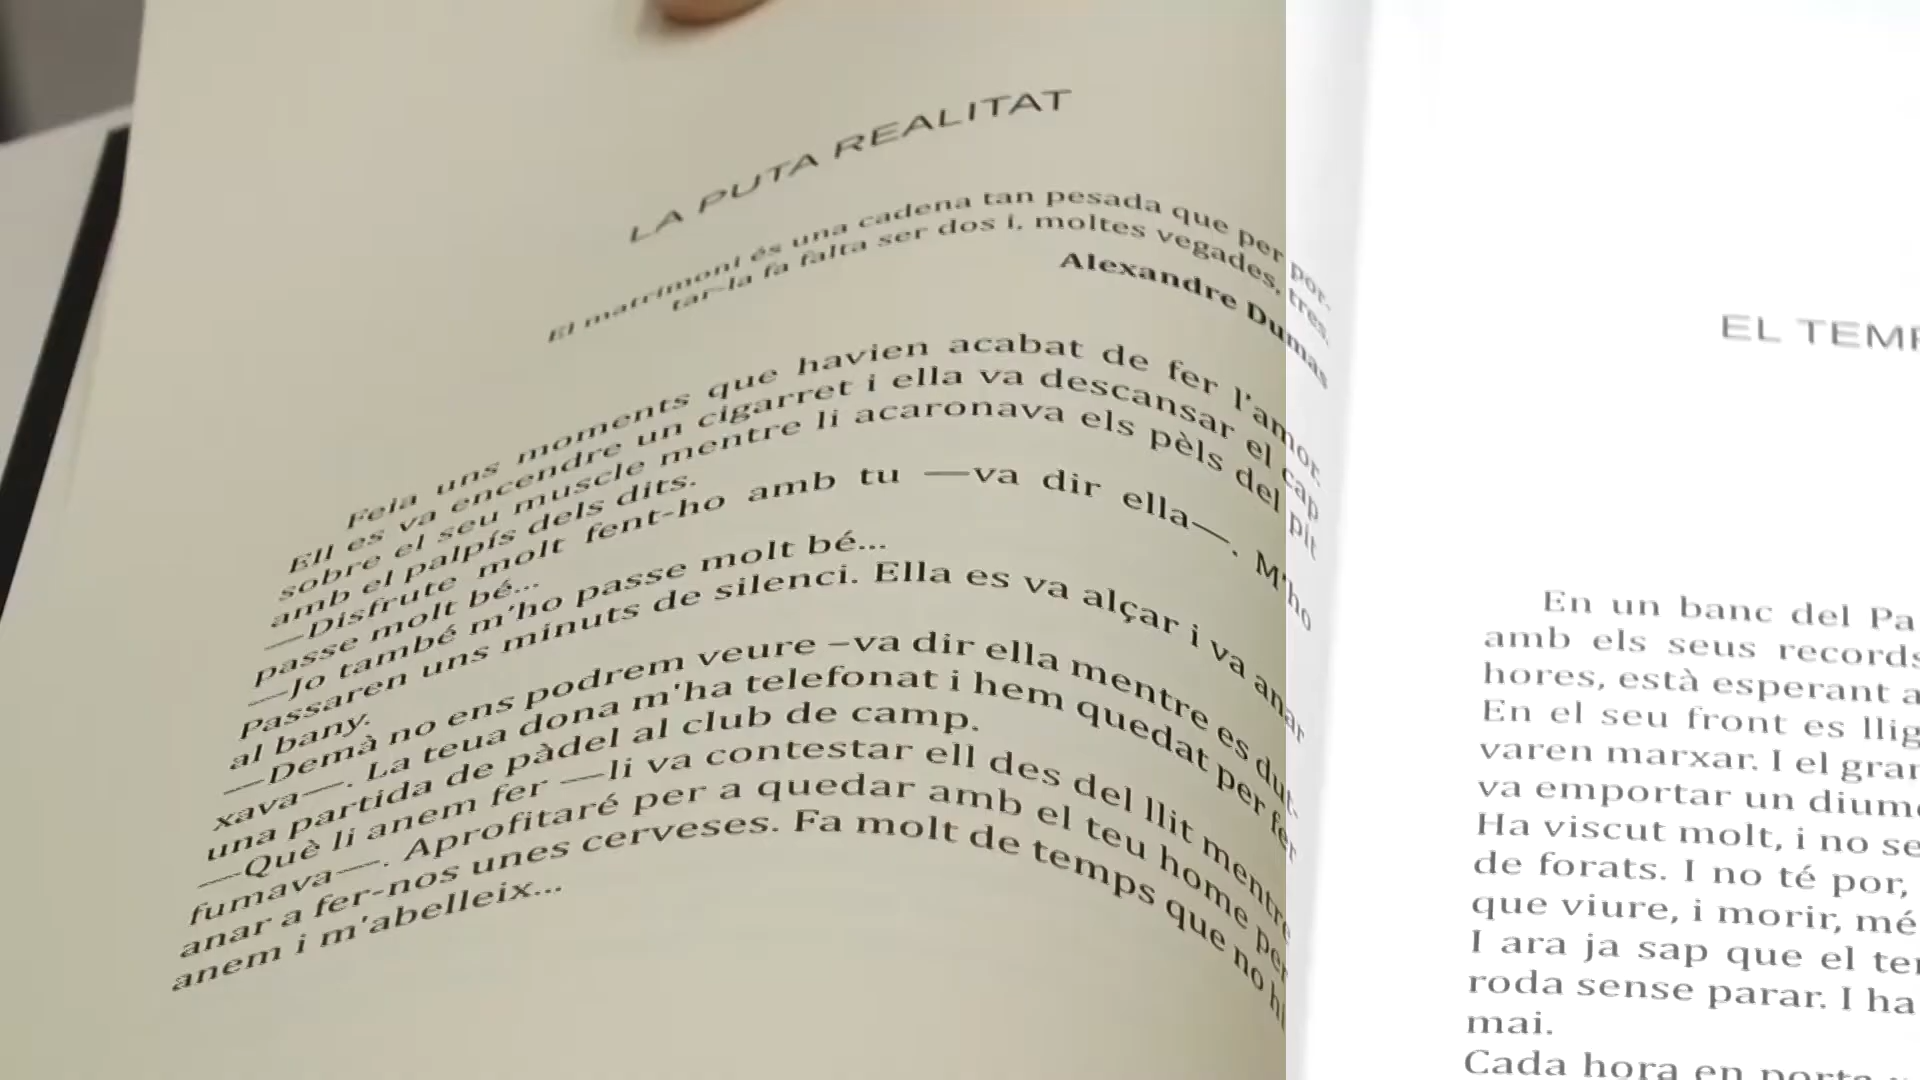 LA PUTA REALITAT
El matrimoni és una cadena tan pesada que per por-
tar-la fa falta ser dos i, moltes vegades, tres.
Alexandre Dumas
Feia uns moments que havien acabat de fer l'amor.
Ell es va encendre un cigarret i ella va descansar el cap
sobre el seu muscle mentre li acaronava els pèls del pit
amb el palpís dels dits.
—Disfrute molt fent-ho amb tu —va dir ella—. M'ho
passe molt bé...
—Jo també m'ho passe molt bé...
Passaren uns minuts de silenci. Ella es va alçar i va anar
al bany.
—Demà no ens podrem veure –va dir ella mentre es dut-
xava—. La teua dona m'ha telefonat i hem quedat per fer
una partida de pàdel al club de camp.
—Què li anem fer —li va contestar ell des del llit mentre
fumava—. Aprofitaré per a quedar amb el teu home per
anar a fer-nos unes cerveses. Fa molt de temps que no hi
anem i m'abelleix...
EL TEMP
En un banc del Pa
amb els seus records
hores, està esperant a
En el seu front es llig
varen marxar. I el gran
va emportar un diume
Ha viscut molt, i no se
de forats. I no té por,
que viure, i morir, mé
I ara ja sap que el te
roda sense parar. I ha
mai.
Cada hora en porta